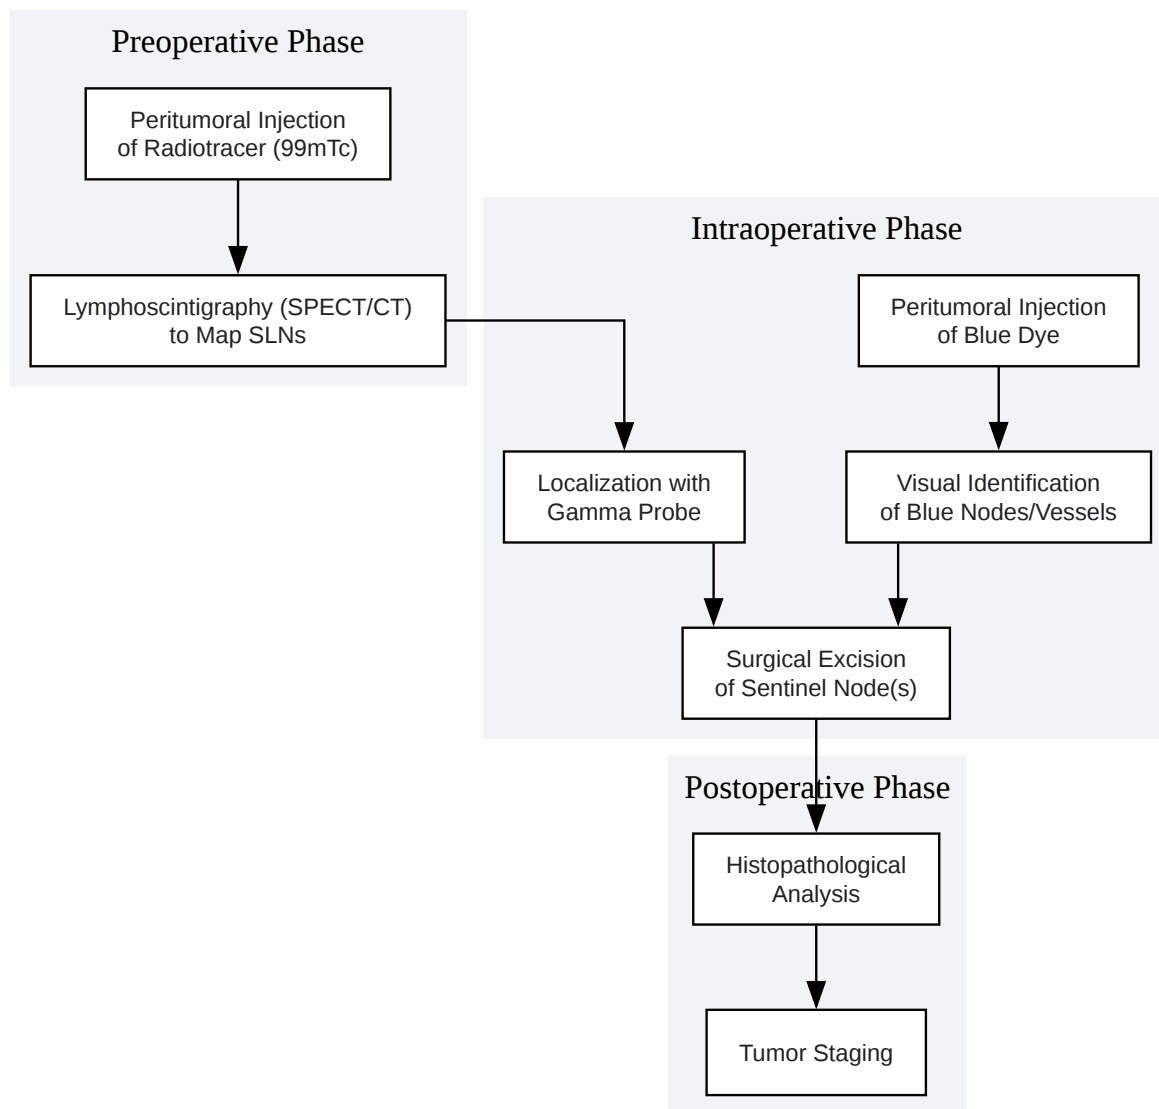 Preoperative Phase
Peritumoral Injection
of Radiotracer (99mTc)
Lymphoscintigraphy (SPECT/CT)
to Map SLNs
Intraoperative Phase
Peritumoral Injection
of Blue Dye
Localization with
Gamma Probe
Visual Identification
of Blue Nodes/Vessels
Surgical Excision
of Sentinel Node(s)
Postoperative Phase
Histopathological
Analysis
Tumor Staging